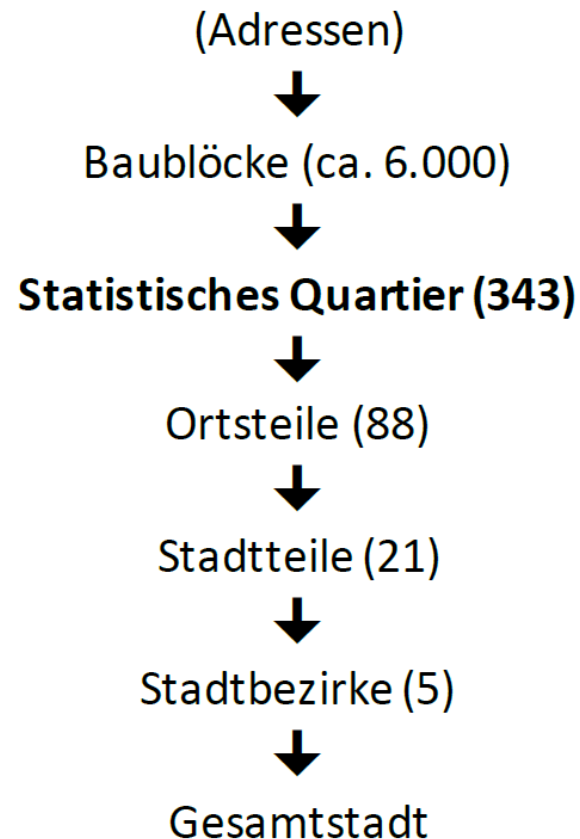 (Adressen)
Baublöcke (ca. 6.000)
Statistisches Quartier (343)
Ortsteile (88)
Stadtteile (21)
Stadtbezirke (5)
Gesamtstadt